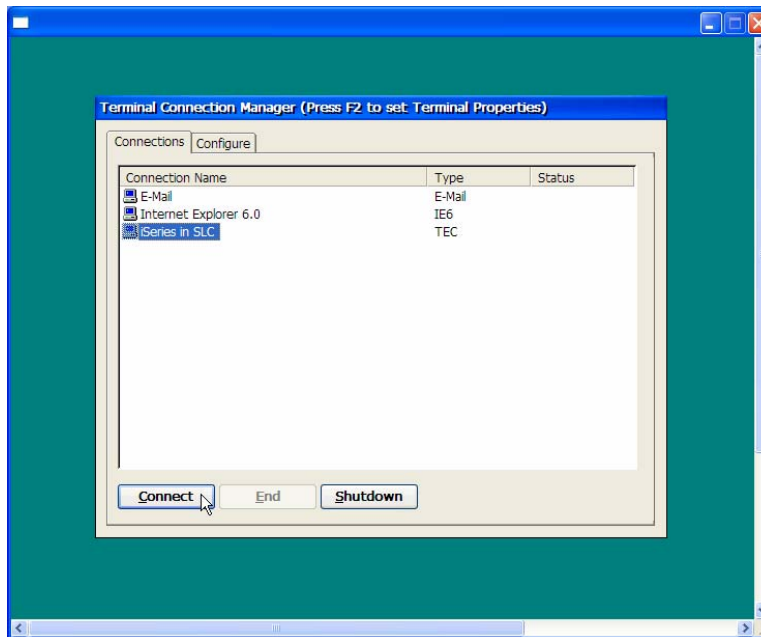 Terminal Connection Manager (Press F2 to set Terminal Properties)
Connections Configure
Connection Name Type Status
E-Mail E-Mail
Internet Explorer 6.0 IE6
iSeries in SLC TEC
Connect End Shutdown